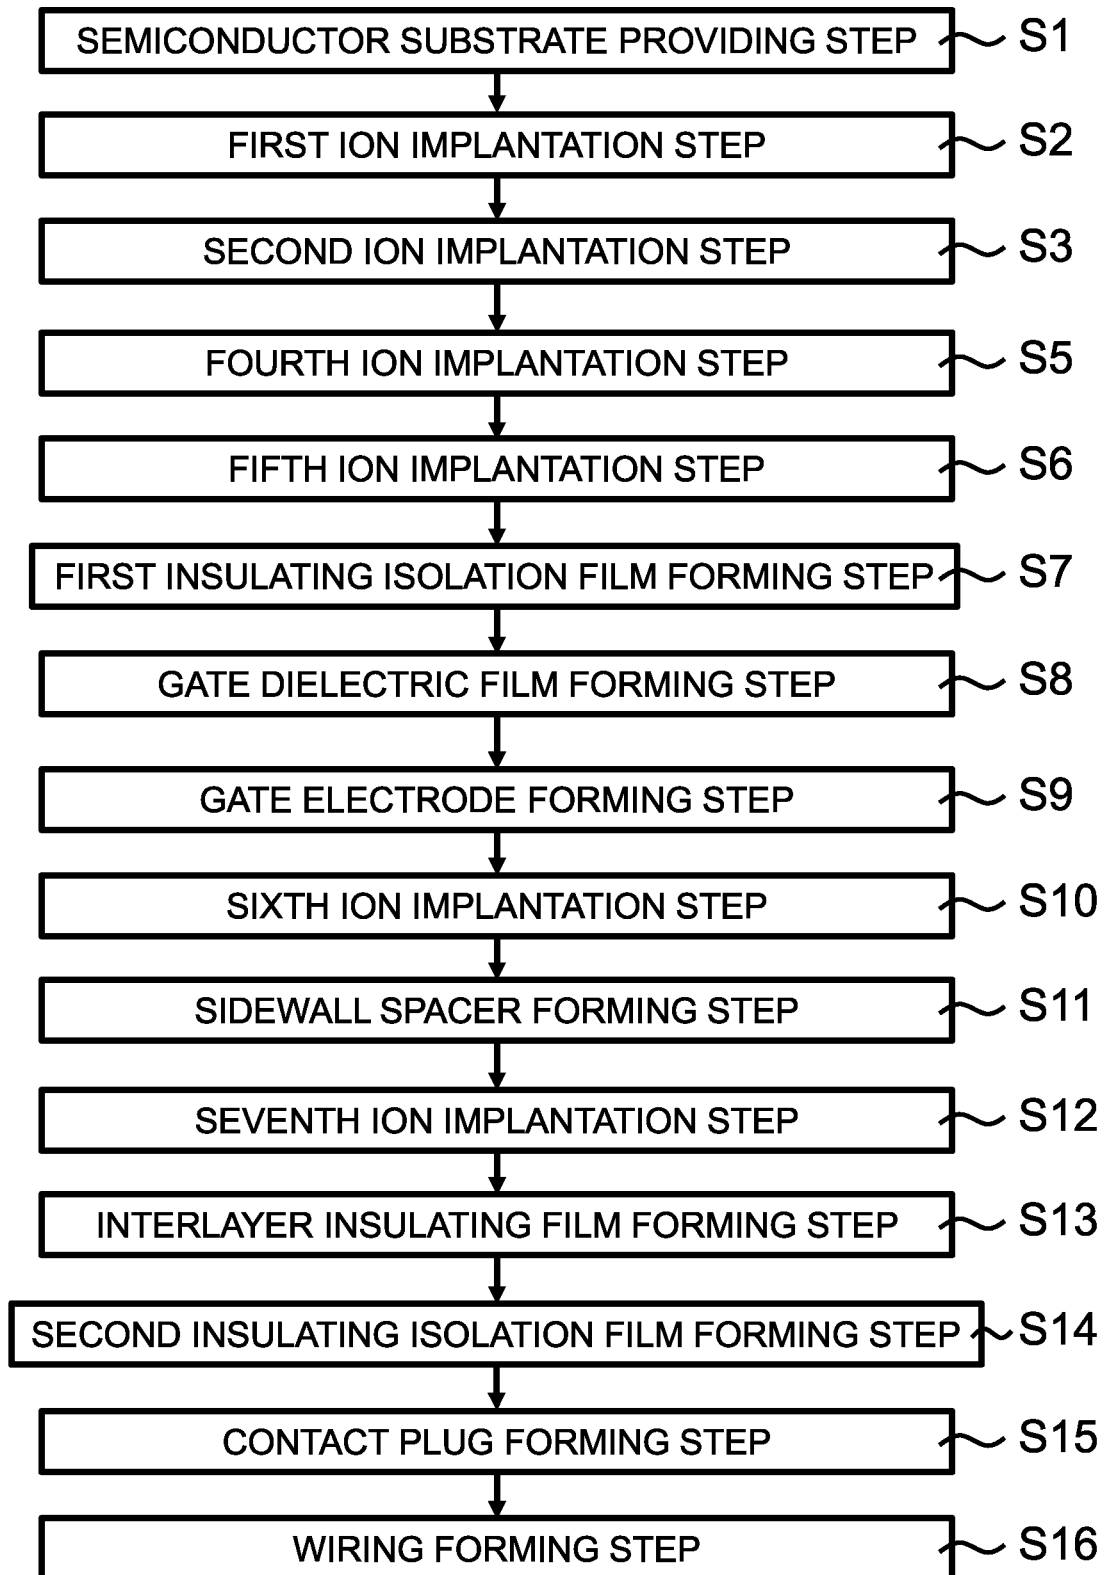 SEMICONDUCTOR SUBSTRATE PROVIDING STEP S1
FIRST ION IMPLANTATION STEP S2
SECOND ION IMPLANTATION STEP S3
FOURTH ION IMPLANTATION STEP S5
FIFTH ION IMPLANTATION STEP S6
FIRST INSULATING ISOLATION FILM FORMING STEP S7
GATE DIELECTRIC FILM FORMING STEP S8
GATE ELECTRODE FORMING STEP S9
SIXTH ION IMPLANTATION STEP S10
SIDEWALL SPACER FORMING STEP S11
SEVENTH ION IMPLANTATION STEP S12
INTERLAYER INSULATING FILM FORMING STEP S13
SECOND INSULATING ISOLATION FILM FORMING STEP S14
CONTACT PLUG FORMING STEP S15
WIRING FORMING STEP S16